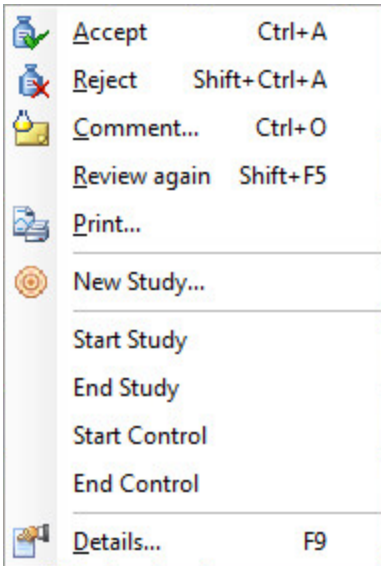 Accept Ctrl+A
Reject Shift+Ctrl+A
Comment... Ctrl+O
Review again Shift+F5
Print...
New Study...
Start Study
End Study
Start Control
End Control
Details... F9